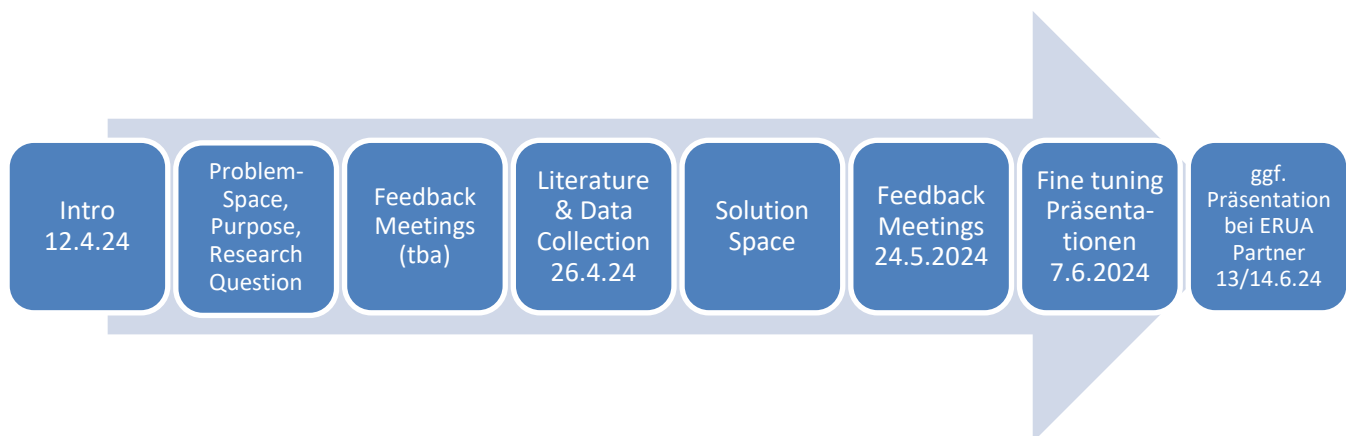 Intro
12.4.24
Problem-
Space,
Purpose,
Research
Question
Feedback
Meetings
(tba)
Literature
& Data
Collection
26.4.24
Solution
Space
Feedback
Meetings
24.5.2024
Fine tuning
Präsenta-
tionen
7.6.2024
ggf.
Präsentation
bei ERUA
Partner
13/14.6.24